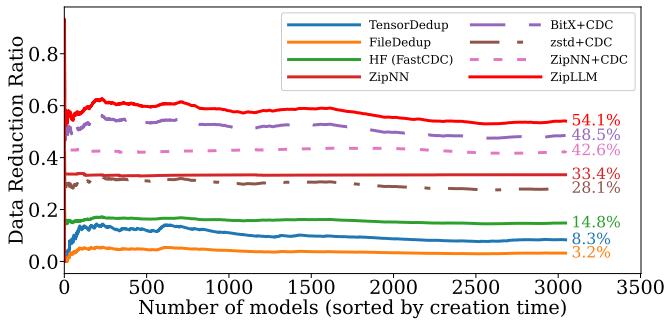 TensorDedup
FileDedup
HF (FastCDC)
ZipNN
BitX+CDC
zstd+CDC
ZipNN+CDC
ZipLLM
Data Reduction Ratio
0.8
0.6
0.4
0.2
0.0
54.1%
48.5%
42.6%
33.4%
28.1%
14.8%
8.3%
3.2%
0 500 1000 1500 2000 2500 3000 3500
Number of models (sorted by creation time)